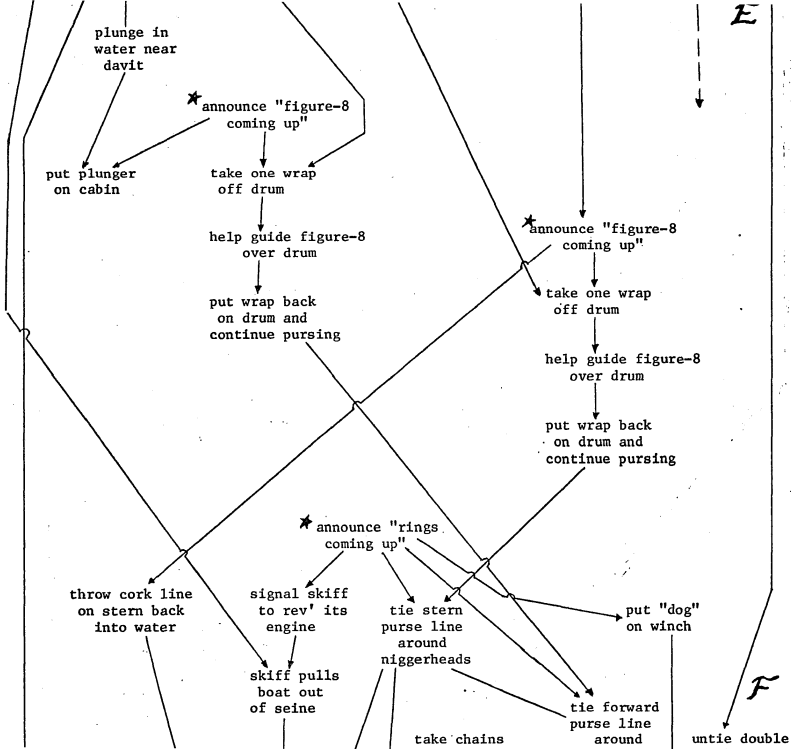 E
plunge in
water near
davit
★ announce "figure-8
coming up"
put plunger
on cabin
take one wrap
off drum
help guide figure-8
over drum
put wrap back
on drum and
continue pursing
★ announce "figure-8
coming up"
take one wrap
off drum
help guide figure-8
over drum
put wrap back
on drum and
continue pursing
★ announce "rings
coming up"
throw cork line
on stern back
into water
signal skiff
to rev' its
engine
tie stern
purse line
around
niggerheads
put "dog"
on winch
skiff pulls
boat out
of seine
F
tie forward
purse line
around
take chains
untie double